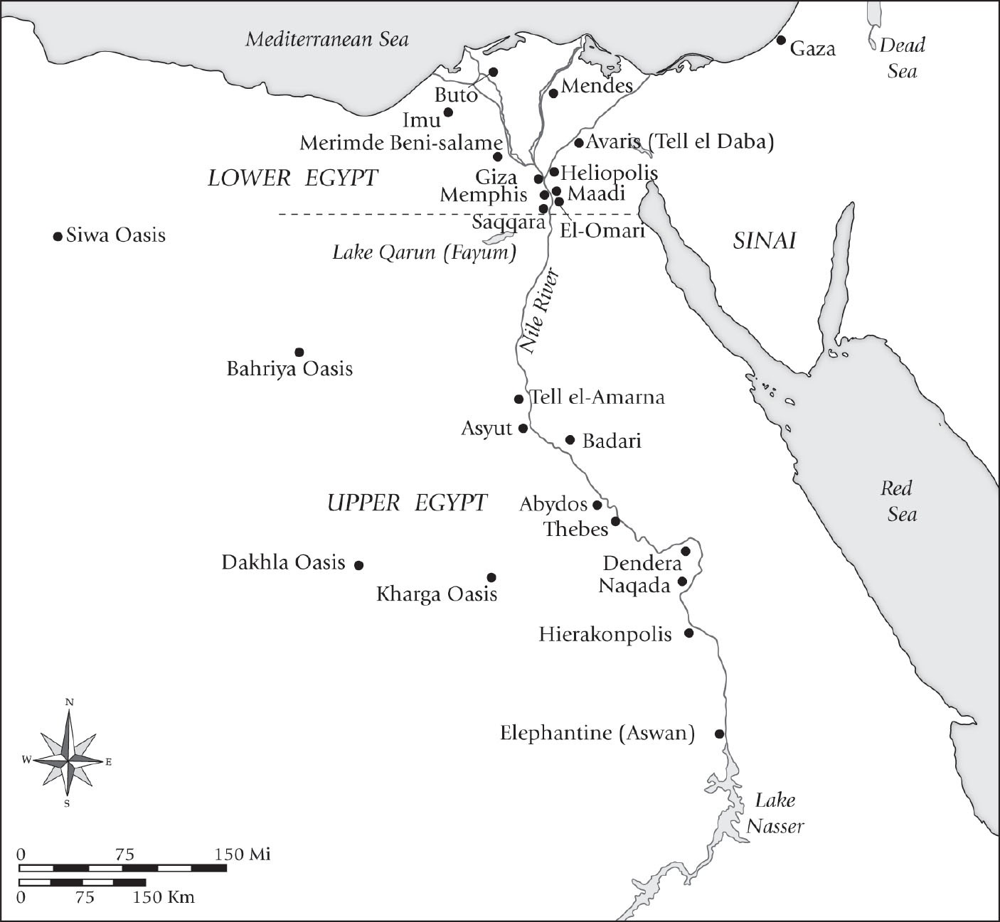 Mediterranean Sea
Gaza
Dead
Sea
Buto
Mendes
Imu
Merimde Beni-salame
Avaris (Tell el Daba)
LOWER EGYPT
Giza
Heliopolis
Memphis
Maadi
Saqqara
El-Omari
Siwa Oasis
Lake Qarun (Fayum)
SINAI
Nile River
Bahriya Oasis
Tell el-Amarna
Asyut
Badari
Red
Sea
UPPER EGYPT
Abydos
Thebes
Dakhla Oasis
Dendera
Kharga Oasis
Naqada
Hierakonpolis
N
W
E
S
Elephantine (Aswan)
Lake
Nasser
0 75 150 Mi
0 75 150 Km